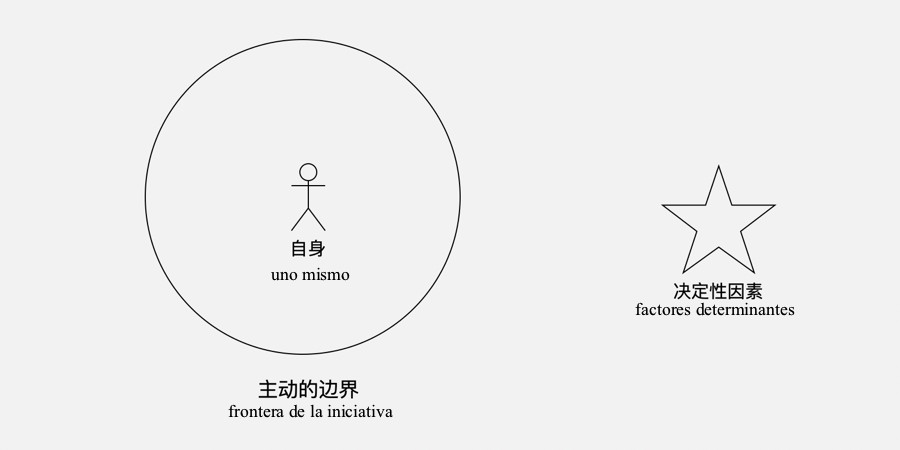 自身
uno mismo
决定性因素
factores determinantes
主动的边界
frontera de la iniciativa